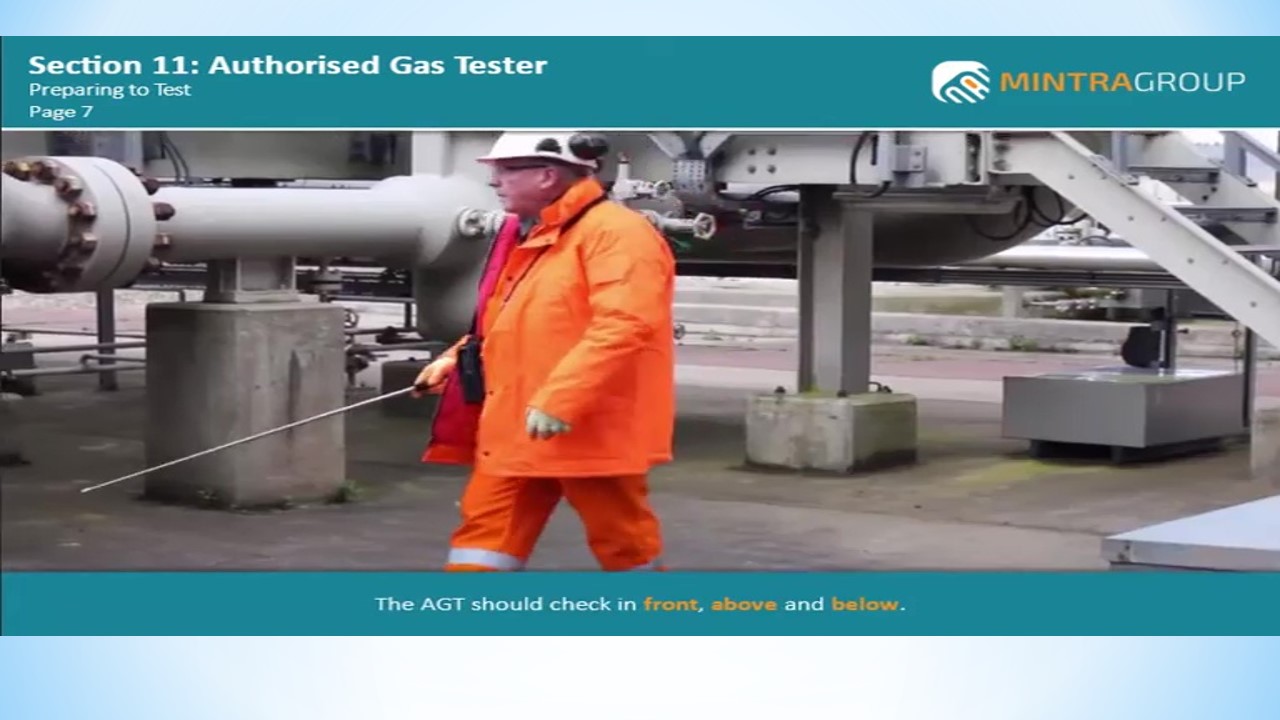 Section 11: Authorised Gas Tester
Preparing to Test
Page 7
MINTRAGROUP
The AGT should check in front, above and below.